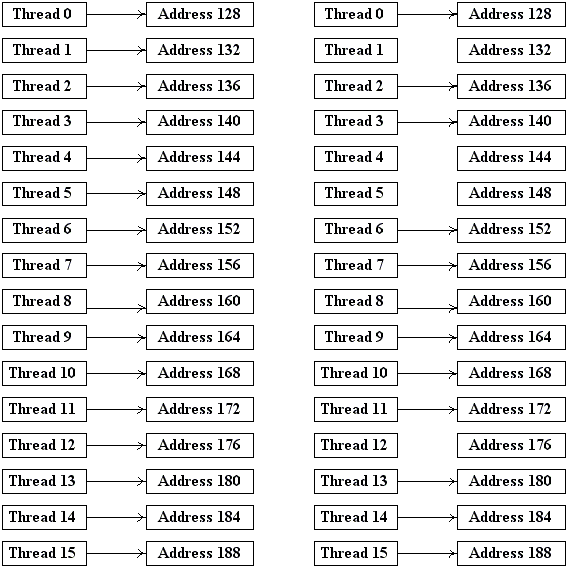 Thread 0 Address 128 Thread 0 Address 128
Thread 1 Address 132 Thread 1 Address 132
Thread 2 Address 136 Thread 2 Address 136
Thread 3 Address 140 Thread 3 Address 140
Thread 4 Address 144 Thread 4 Address 144
Thread 5 Address 148 Thread 5 Address 148
Thread 6 Address 152 Thread 6 Address 152
Thread 7 Address 156 Thread 7 Address 156
Thread 8 Address 160 Thread 8 Address 160
Thread 9 Address 164 Thread 9 Address 164
Thread 10 Address 168 Thread 10 Address 168
Thread 11 Address 172 Thread 11 Address 172
Thread 12 Address 176 Thread 12 Address 176
Thread 13 Address 180 Thread 13 Address 180
Thread 14 Address 184 Thread 14 Address 184
Thread 15 Address 188 Thread 15 Address 188